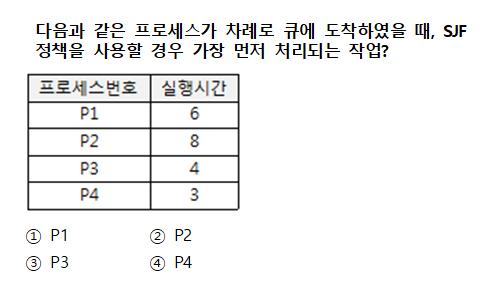 다음과 같은 프로세스가 차례로 큐에 도착하였을 때, SJF
정책을 사용할 경우 가장 먼저 처리되는 작업?
프로세스번호 실행시간
P1 6
P2 8
P3 4
P4 3
① P1 ② P2
③ P3 ④ P4